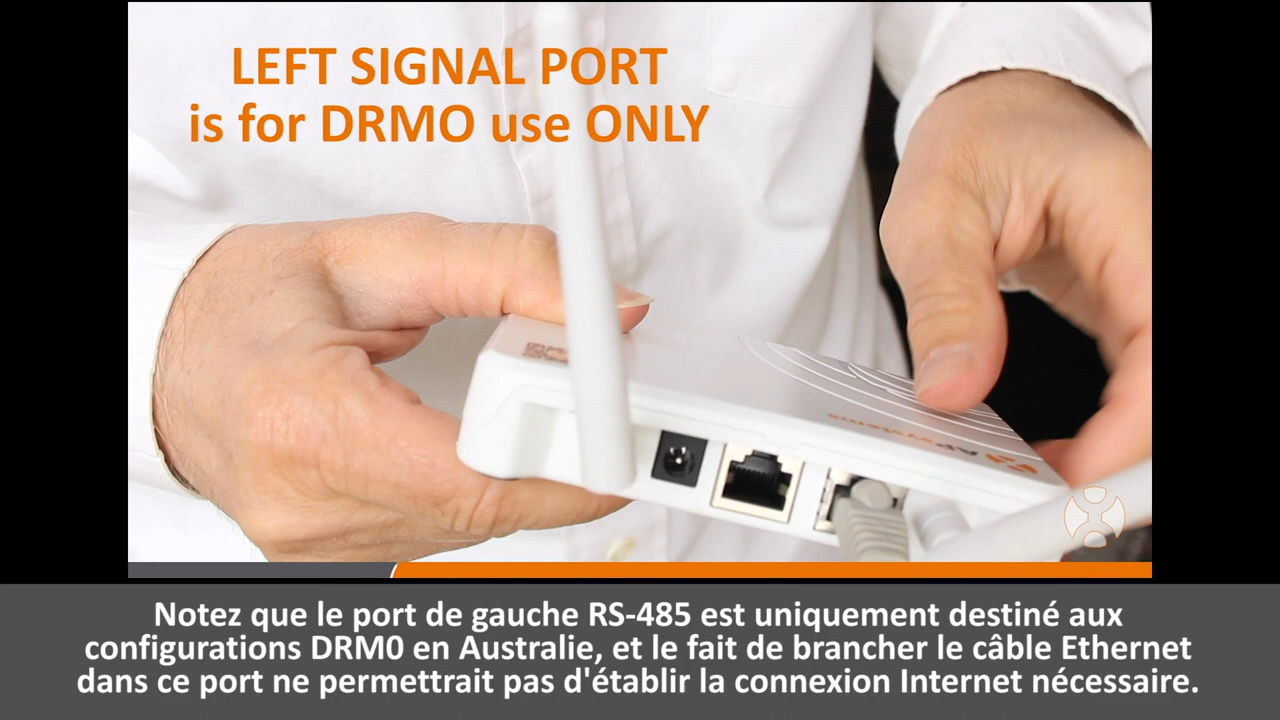 LEFT SIGNAL PORT
is for DRMO use ONLY
APsystems
APsystems
Notez que le port de gauche RS-485 est uniquement destiné aux
configurations DRM0 en Australie, et le fait de brancher le câble Ethernet
dans ce port ne permettrait pas d'établir la connexion Internet nécessaire.